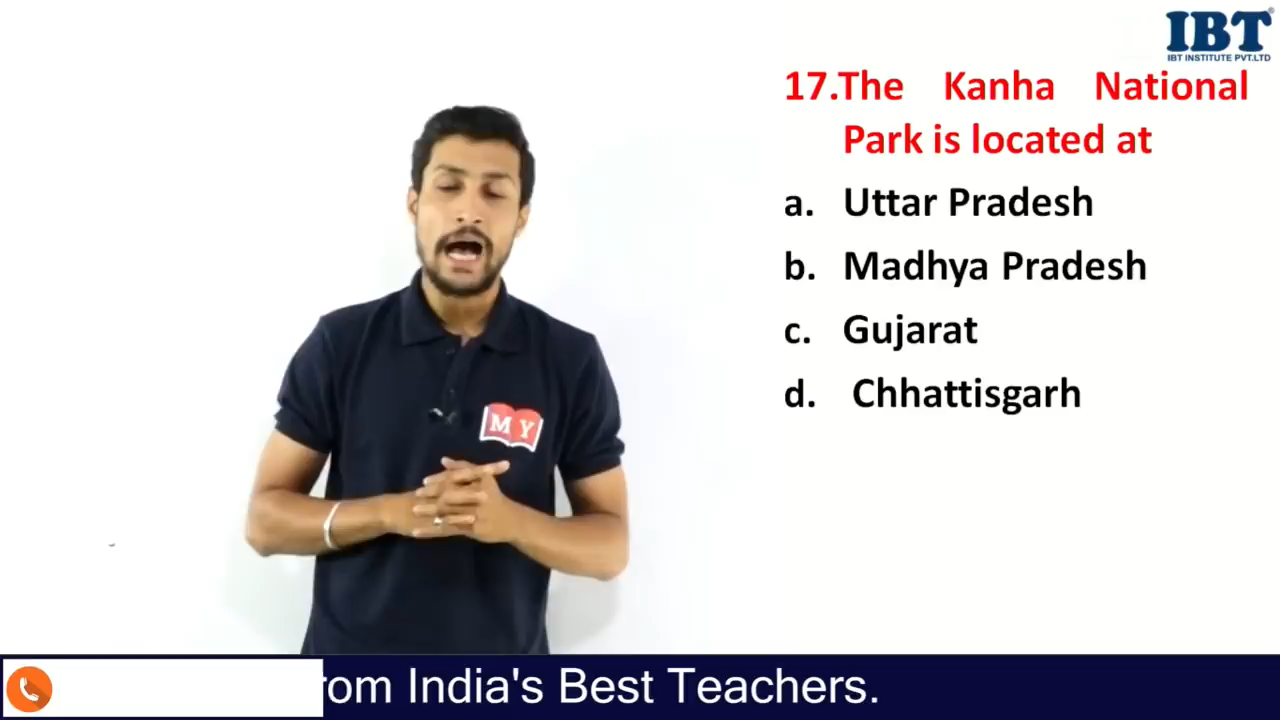 IBT
IBT INSTITUTE PVT.LTD
17.The Kanha National
Park is located at
a. Uttar Pradesh
b. Madhya Pradesh
c. Gujarat
d. Chhattisgarh
M Y
rom India's Best Teachers.